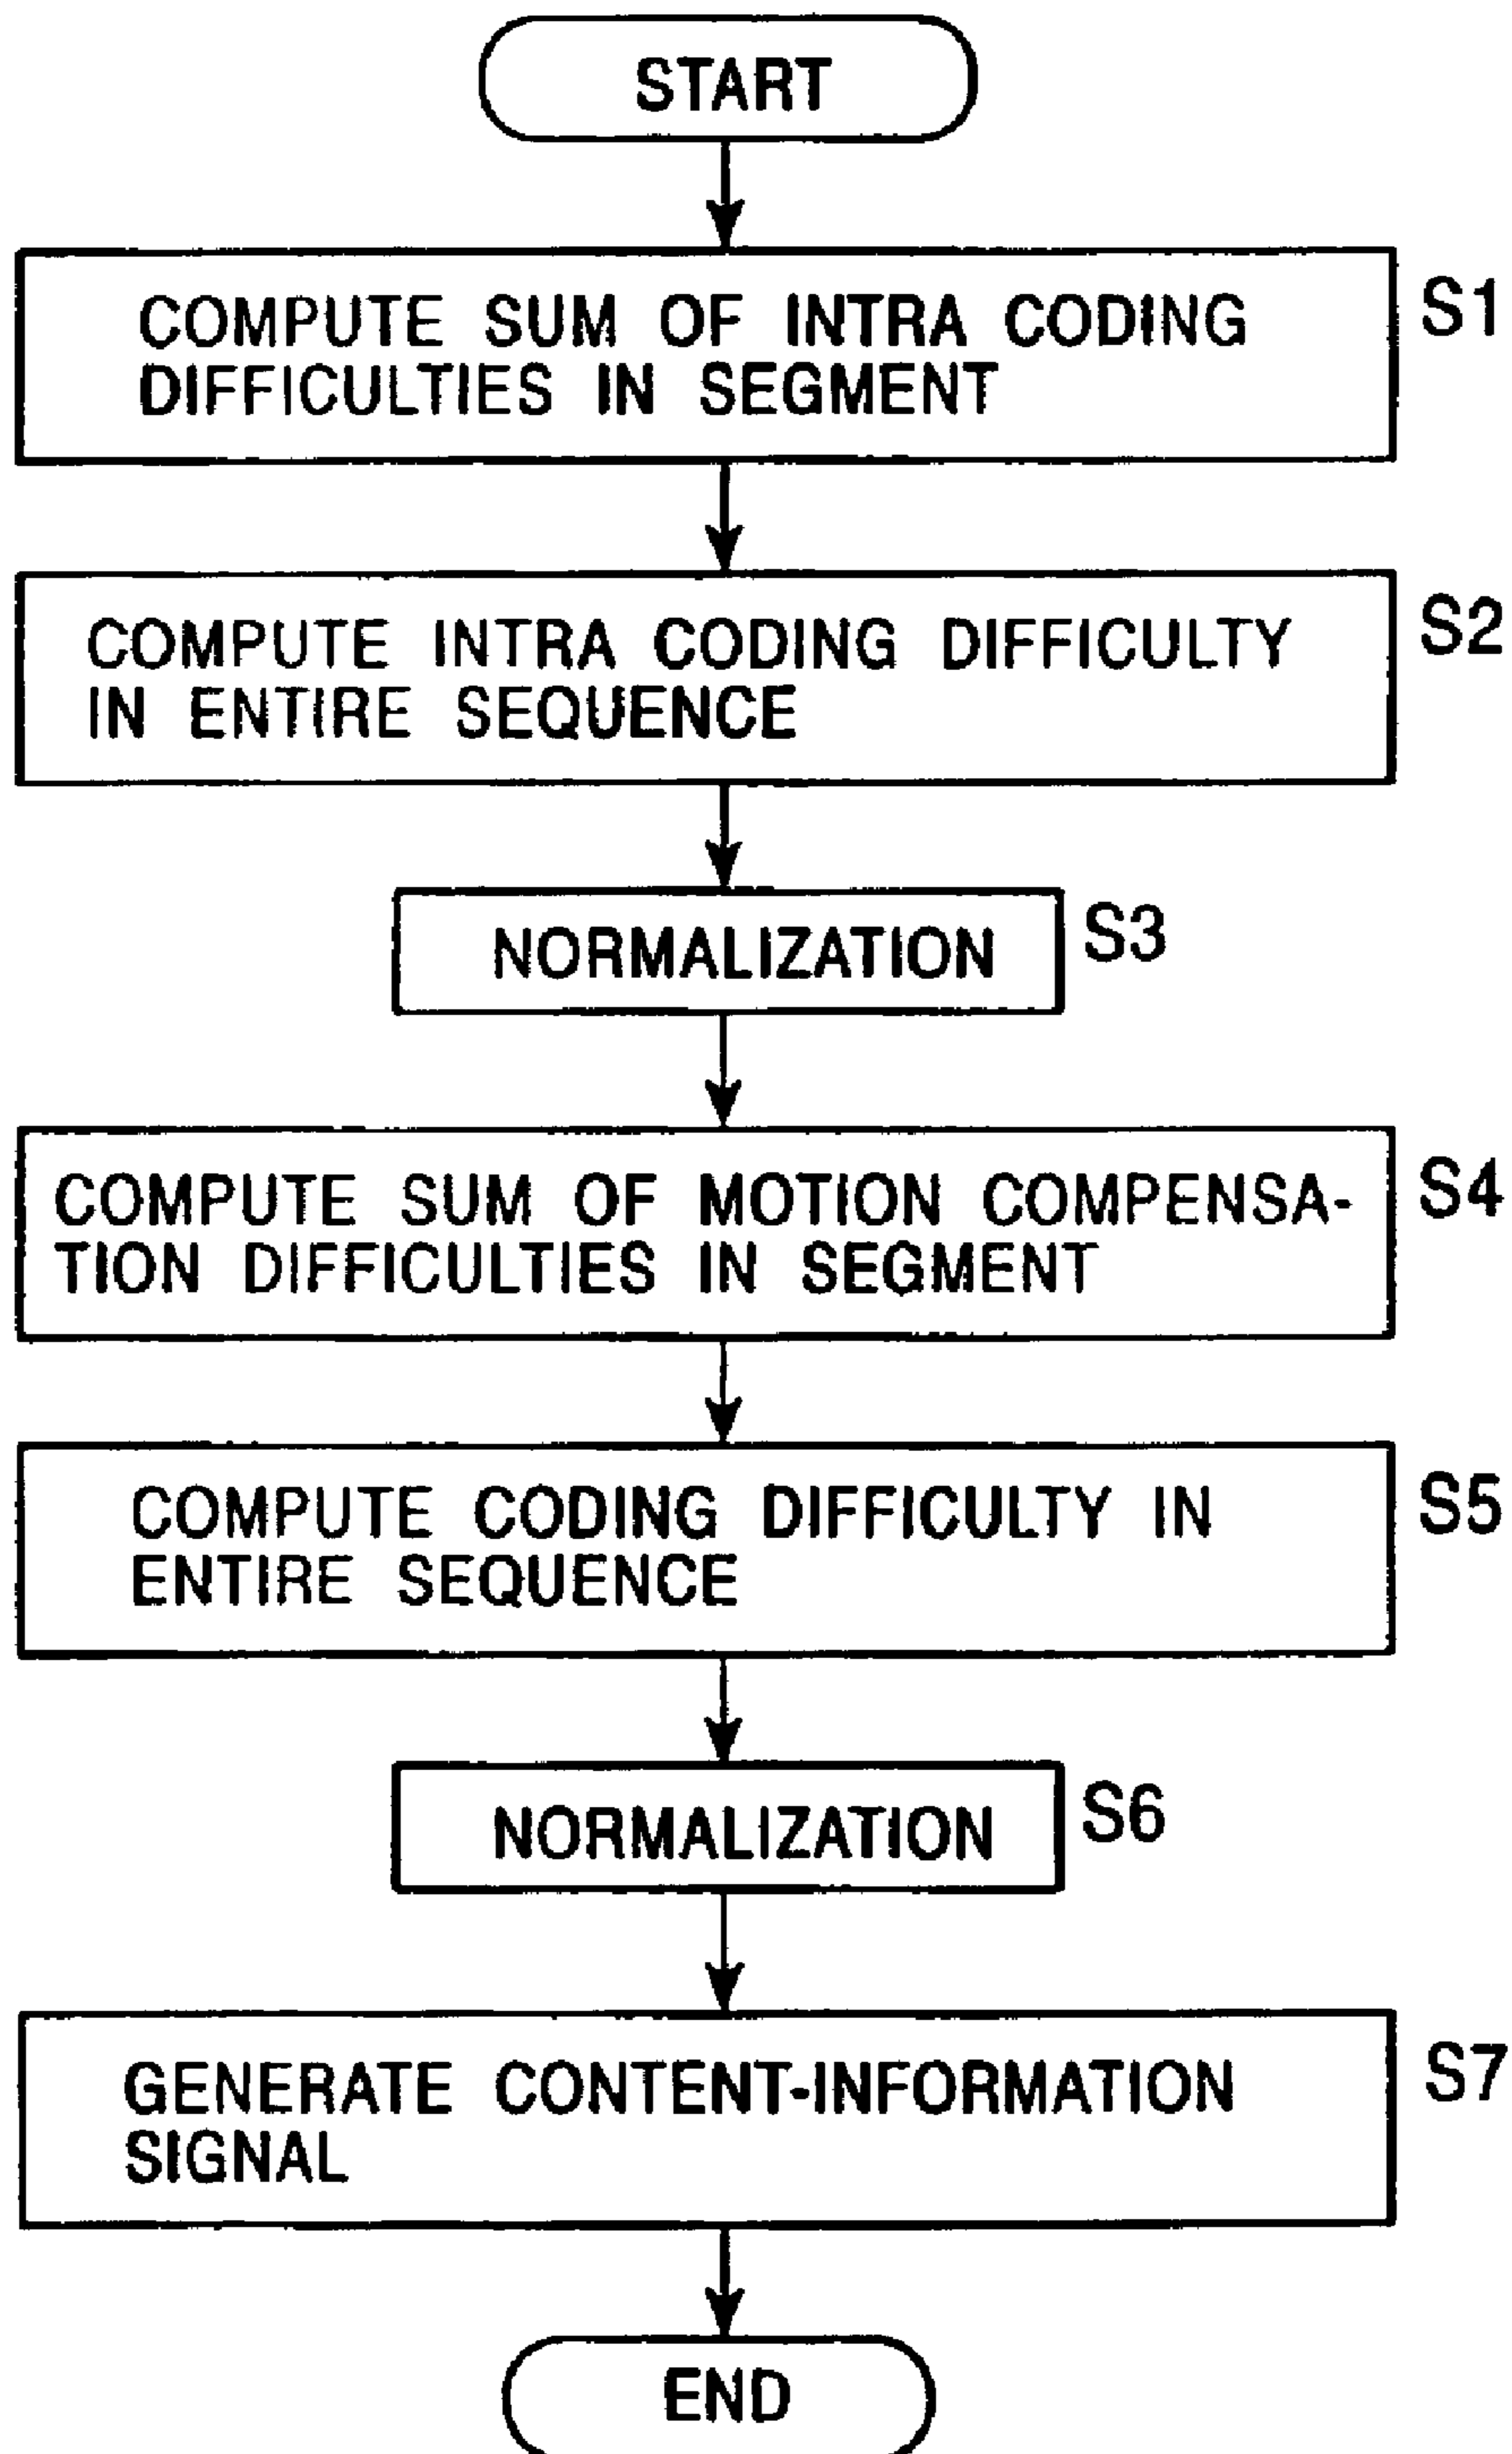 START
COMPUTE SUM OF INTRA CODING
DIFFICULTIES IN SEGMENT
S1
COMPUTE INTRA CODING DIFFICULTY
IN ENTIRE SEQUENCE
S2
NORMALIZATION
S3
COMPUTE SUM OF MOTION COMPENSA-
TION DIFFICULTIES IN SEGMENT
S4
COMPUTE CODING DIFFICULTY IN
ENTIRE SEQUENCE
S5
NORMALIZATION
S6
GENERATE CONTENT-INFORMATION
SIGNAL
S7
END